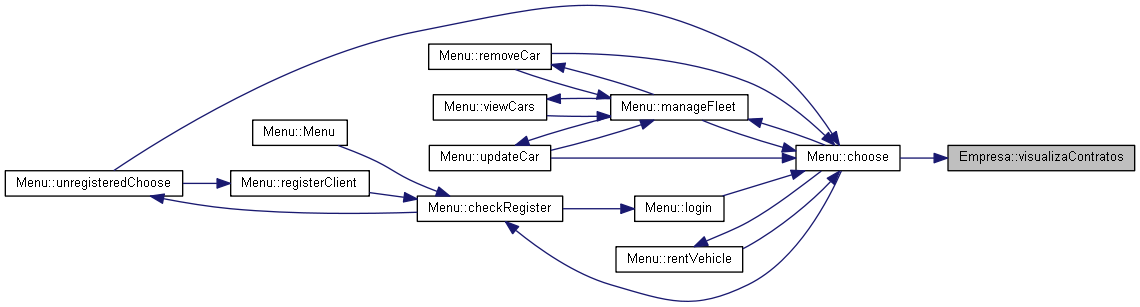 Menu::removeCar
Menu::viewCars
Menu::manageFleet
Menu::Menu
Menu::updateCar
Menu::choose
Empresa::visualizaContratos
Menu::unregisteredChoose
Menu::registerClient
Menu::checkRegister
Menu::login
Menu::rentVehicle